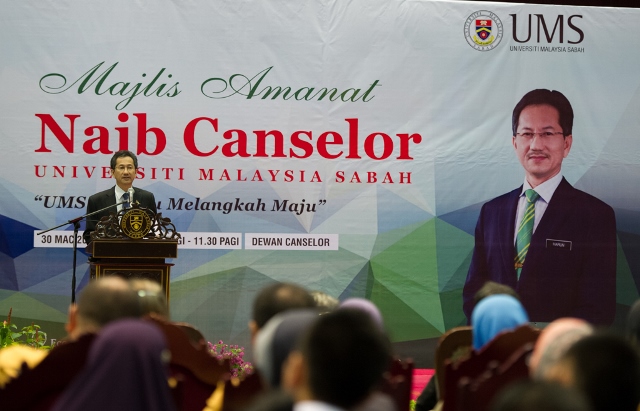 UMS
UNIVERSITI MALAYSIA SABAH
Majlis Amanat
Naib Canselor
UNIVERSITI MALAYSIA SABAH
"UMS Melangkah Maju"
30 MAC - 11.30 PAGI DEWAN CANSELOR